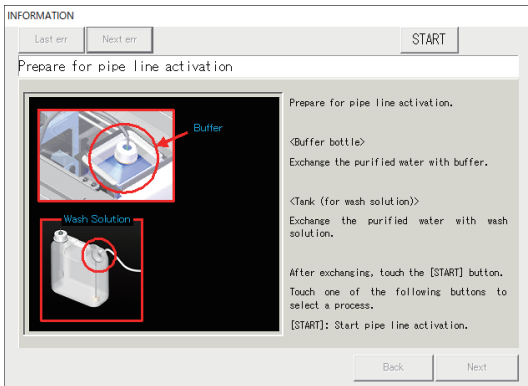 INFORMATION
Last err
Next err
START
Prepare for pipe line activation
Buffer
Wash Solution
Prepare for pipe line activation.
<Buffer bottle>
Exchange the purified water with buffer.
<Tank (for wash solution)>
Exchange the purified water with wash
solution.
After exchanging, touch the [START] button.
Touch one of the following buttons to
select a process.
[START]: Start pipe line activation.
Back
Next